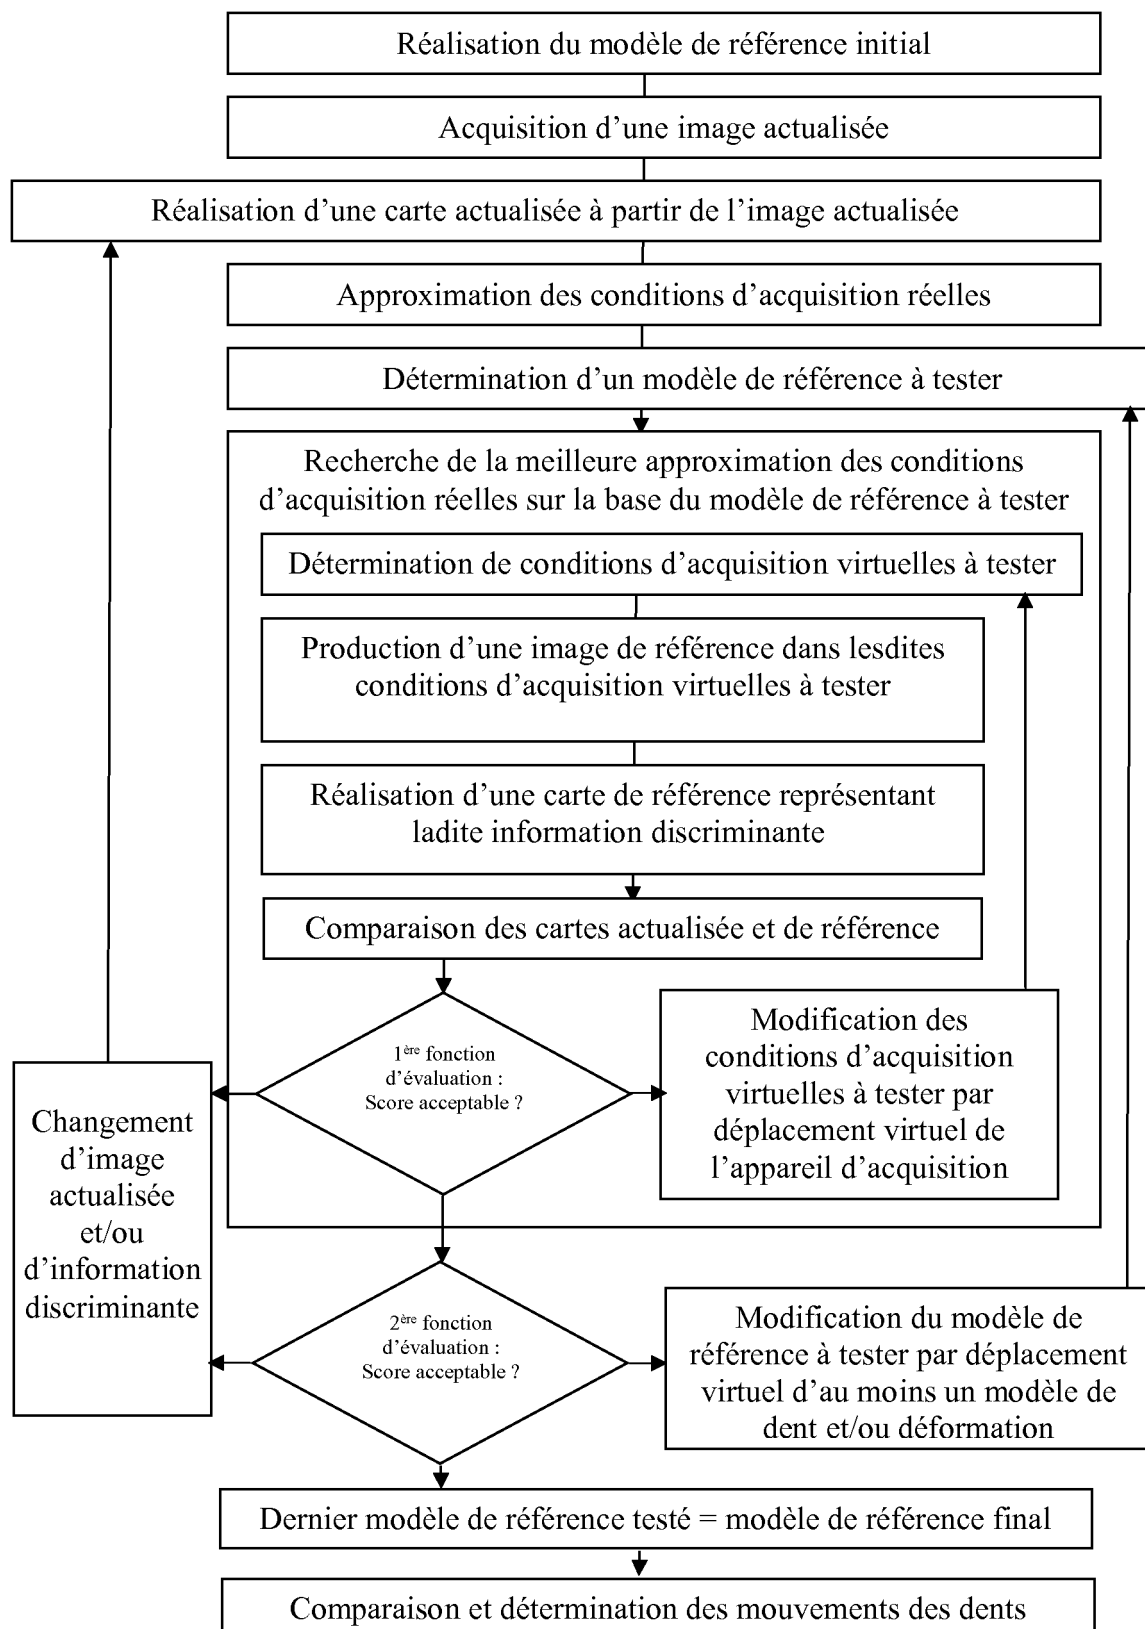 Réalisation du modèle de référence initial
Acquisition d'une image actualisée
Réalisation d'une carte actualisée à partir de l'image actualisée
Approximation des conditions d'acquisition réelles
Détermination d'un modèle de référence à tester
Recherche de la meilleure approximation des conditions
d'acquisition réelles sur la base du modèle de référence à tester
Détermination de conditions d'acquisition virtuelles à tester
Production d'une image de référence dans lesdites
conditions d'acquisition virtuelles à tester
Réalisation d'une carte de référence représentant
ladite information discriminante
Comparaison des cartes actualisée et de référence
1ère fonction
d'évaluation :
Score acceptable ?
Modification des
conditions d'acquisition
virtuelles à tester par
déplacement virtuel de
l'appareil d'acquisition
Changement
d'image
actualisée
et/ou
d'information
discriminante
2ère fonction
d'évaluation :
Score acceptable ?
Modification du modèle de
référence à tester par déplacement
virtuel d'au moins un modèle de
dent et/ou déformation
Dernier modèle de référence testé = modèle de référence final
Comparaison et détermination des mouvements des dents